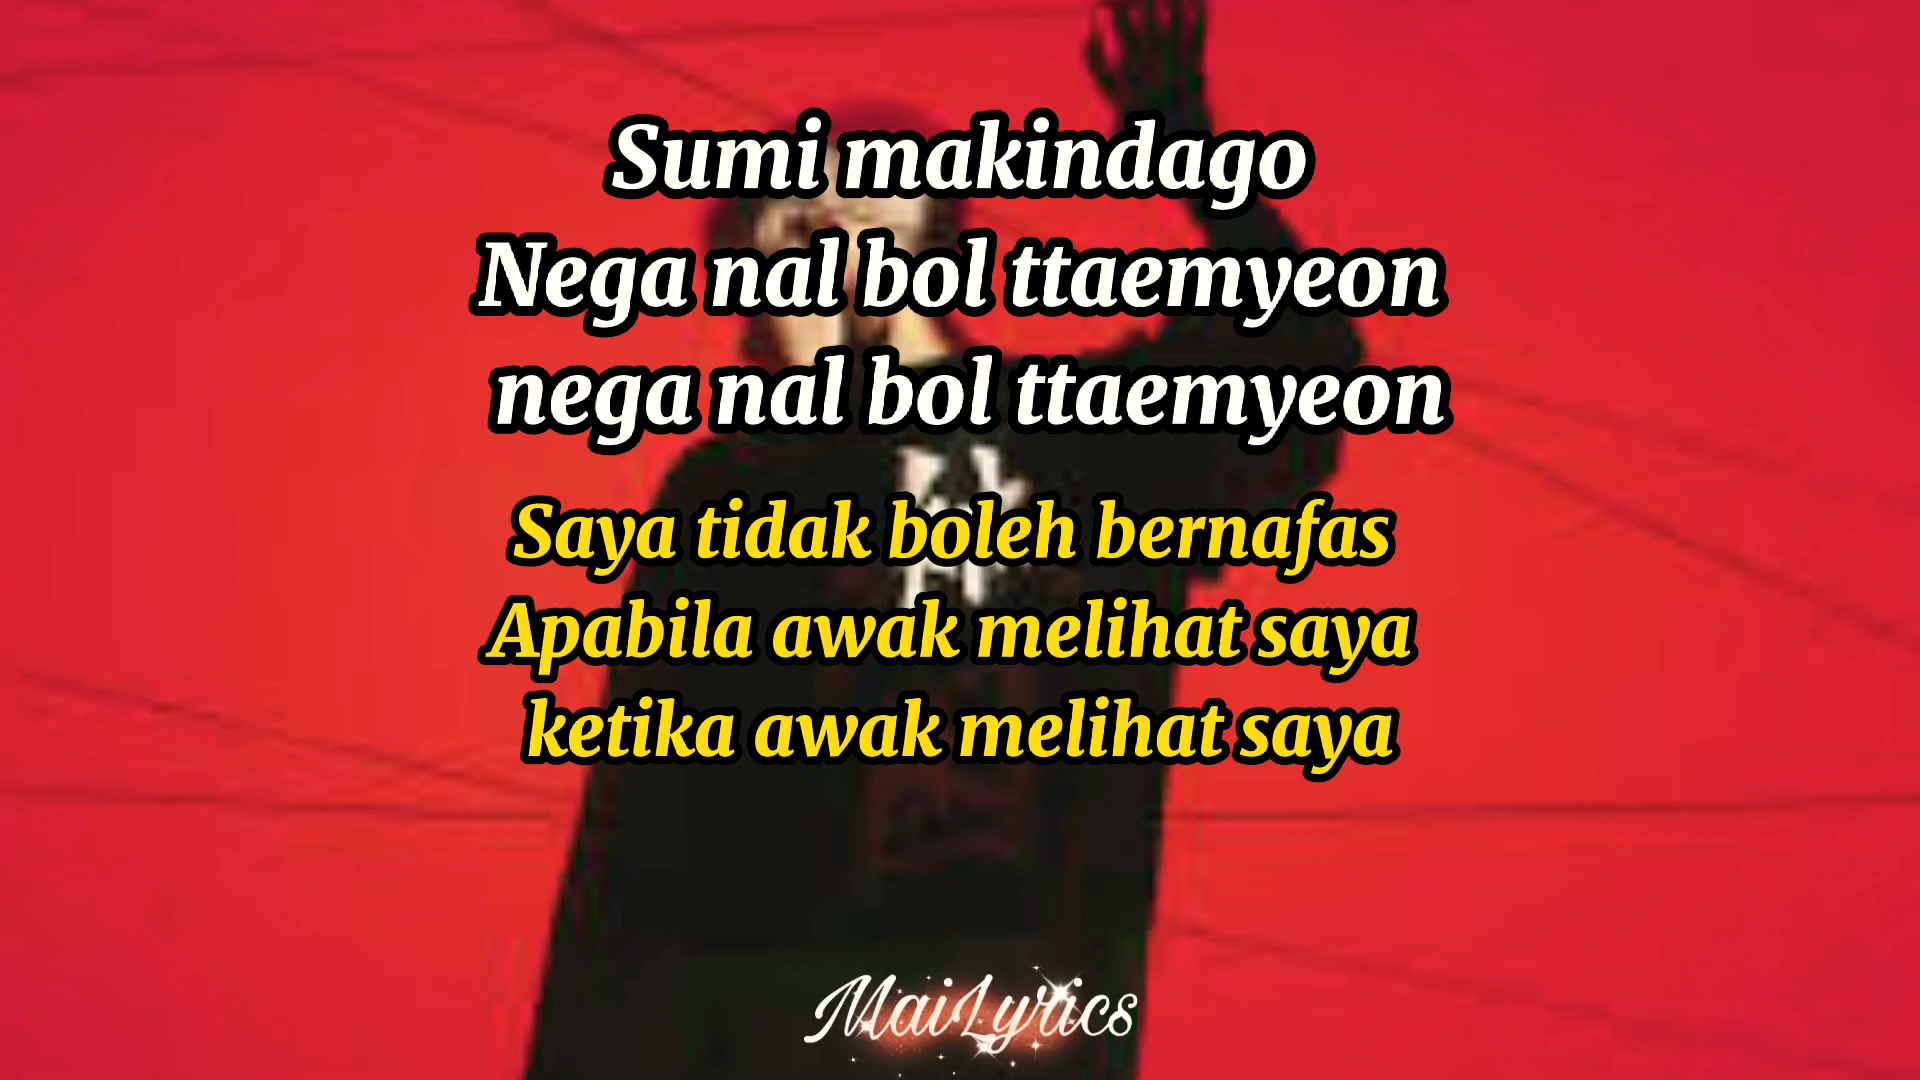 Sumi makindago
Nega nal bol ttaemyeon
nega nal bol ttaemyeon
Saya tidak boleh bernafas
Apabila awak melihat saya
ketika awak melihat saya
MaiLyrics